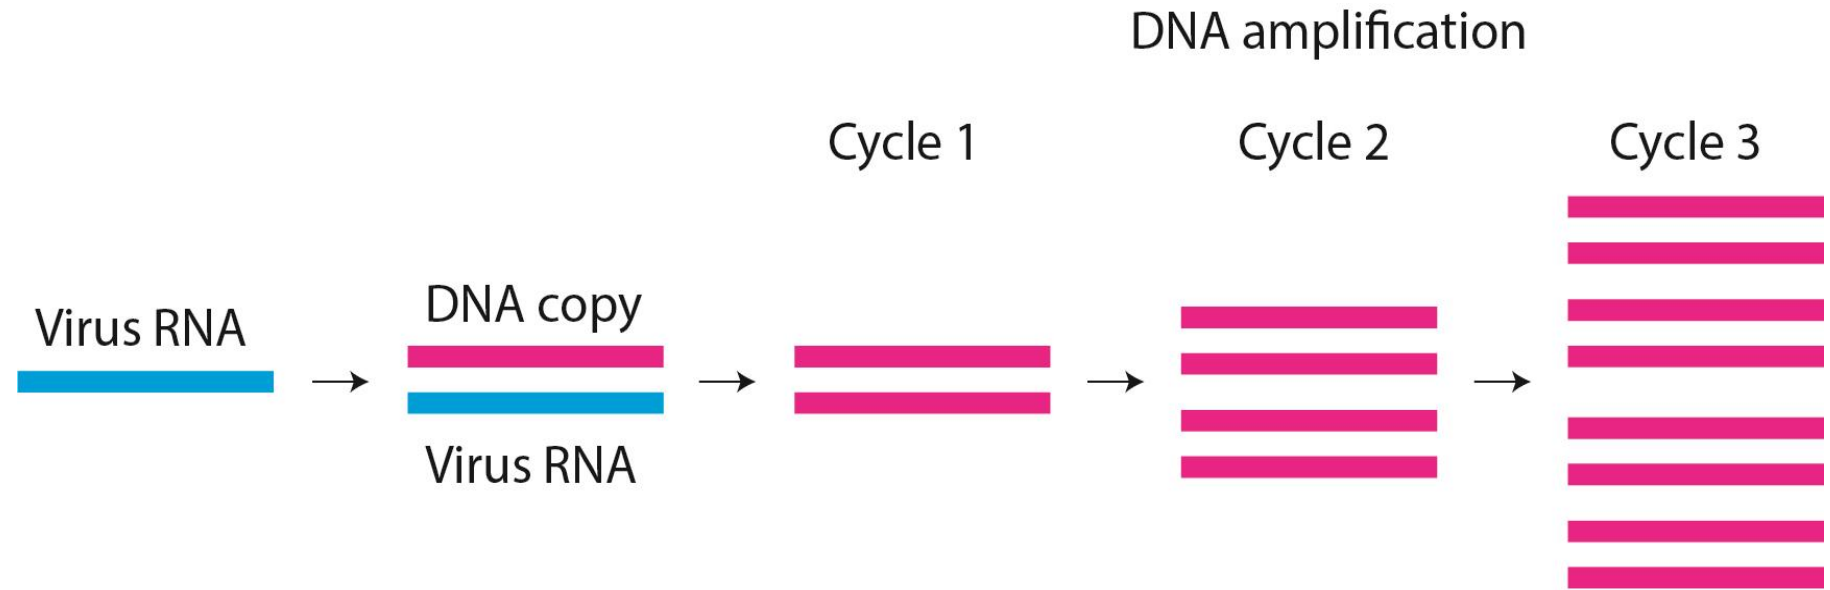 DNA amplification
Cycle 1
Cycle 2
Cycle 3
Virus RNA
DNA copy
Virus RNA